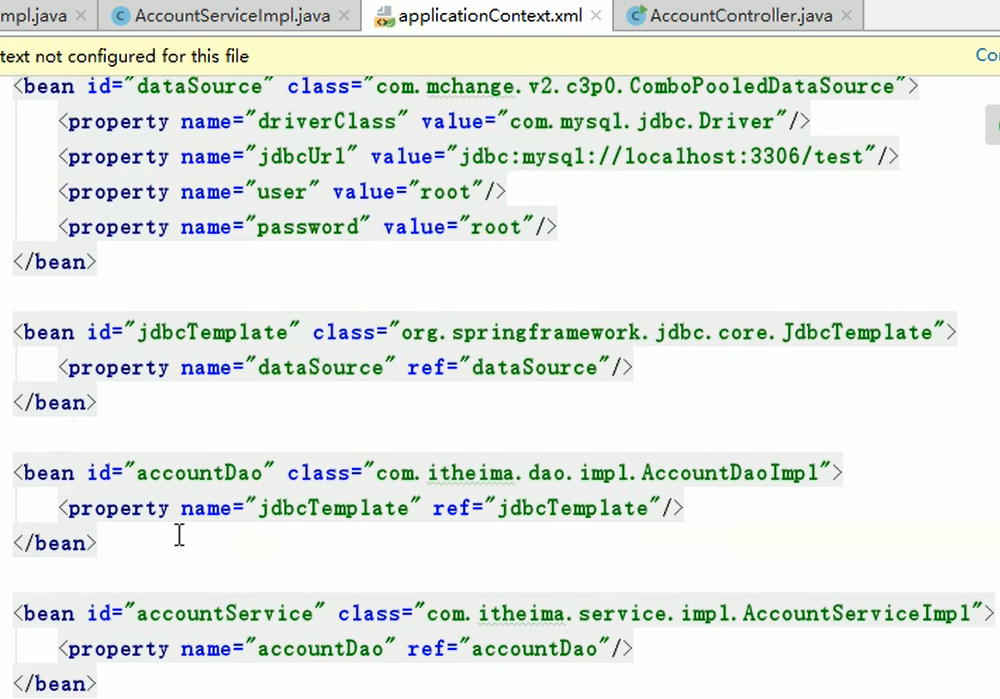 mpl.java AccountServiceImpl.java applicationContext.xml AccountController.java
text not configured for this file
<bean id="dataSource" class="com.mchange.v2.c3p0.ComboPooledDataSource">
<property name="driverClass" value="com.mysql.jdbc.Driver"/>
<property name="jdbcUrl" value="jdbc:mysql://localhost:3306/test"/>
<property name="user" value="root"/>
<property name="password" value="root"/>
</bean>
<bean id="jdbcTemplate" class="org.springframework.jdbc.core.JdbcTemplate">
<property name="dataSource" ref="dataSource"/>
</bean>
<bean id="accountDao" class="com.itheima.dao.impl.AccountDaoImpl">
<property name="jdbcTemplate" ref="jdbcTemplate"/>
</bean>
<bean id="accountService" class="com.itheima.service.impl.AccountServiceImpl">
<property name="accountDao" ref="accountDao"/>
</bean>